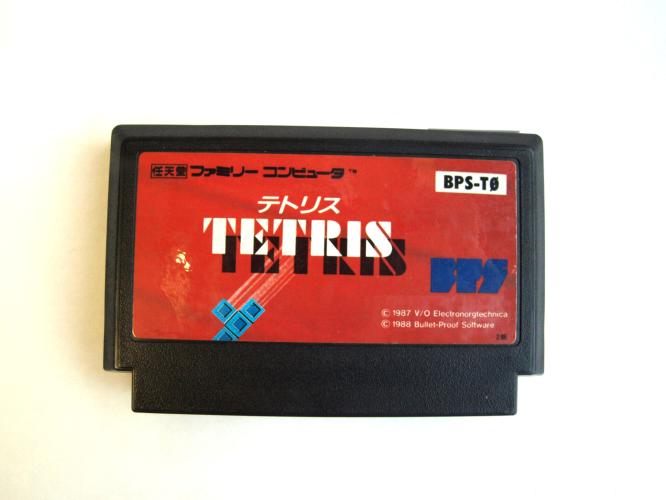 任天堂 ファミリー コンピュータ™
BPS-TØ
テトリス
TETRIS
BPS
© 1987 V/O Electronorgtechnica
© 1988 Bullet-Proof Software